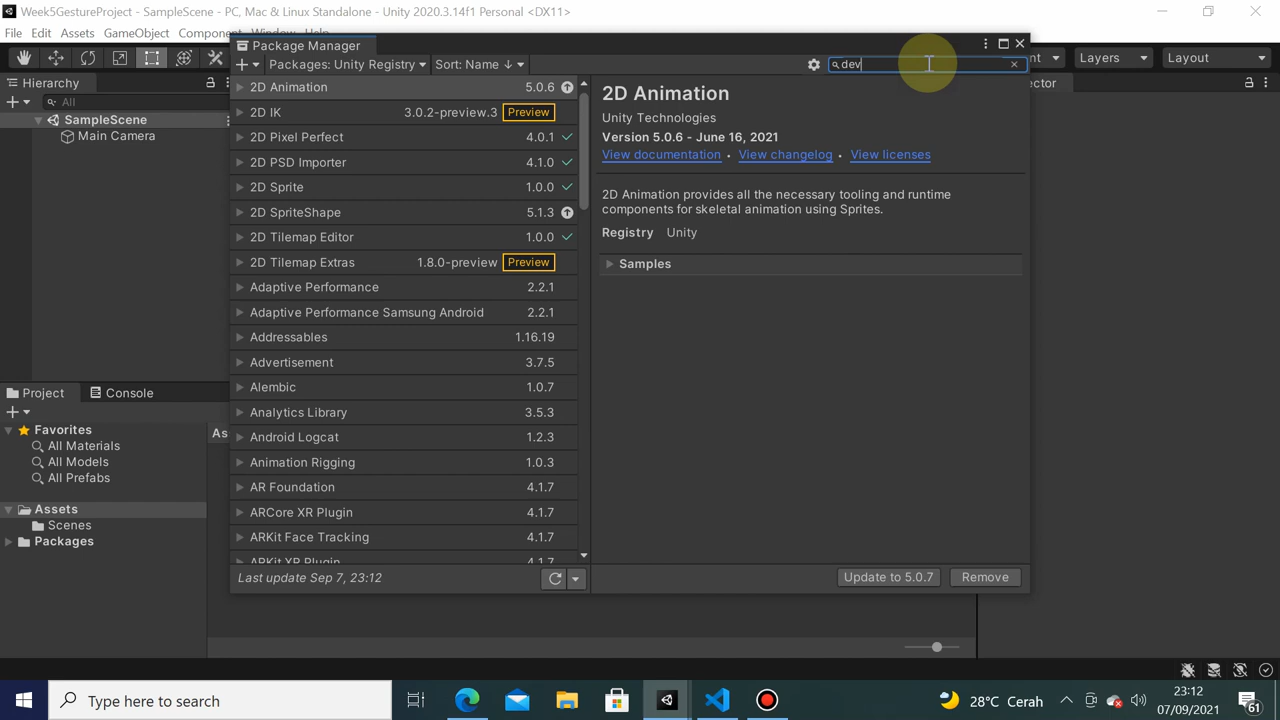 Week5GestureProject - SampleScene - PC, Mac & Linux Standalone - Unity 2020.3.14f1 Personal <DX11>
File Edit Assets GameObject Component Window
Package Manager
Packages: Unity Registry Sort: Name ↓ dev
Layers Layout
Hierarchy
All
SampleScene
Main Camera
2D Animation 5.0.6
2D IK 3.0.2-preview.3 Preview
2D Pixel Perfect 4.0.1
2D PSD Importer 4.1.0
2D Sprite 1.0.0
2D SpriteShape 5.1.3
2D Tilemap Editor 1.0.0
2D Tilemap Extras 1.8.0-preview Preview
Adaptive Performance 2.2.1
Adaptive Performance Samsung Android 2.2.1
Addressables 1.16.19
Advertisement 3.7.5
Alembic 1.0.7
Analytics Library 3.5.3
Android Logcat 1.2.3
Animation Rigging 1.0.3
AR Foundation 4.1.7
ARCore XR Plugin 4.1.7
ARKit Face Tracking 4.1.7
ARKit XR Plugin 4.1.7
Last update Sep 7, 23:12
2D Animation
Unity Technologies
Version 5.0.6 - June 16, 2021
View documentation • View changelog • View licenses
2D Animation provides all the necessary tooling and runtime
components for skeletal animation using Sprites.
Registry Unity
Samples
Update to 5.0.7 Remove
Project Console
Favorites
All Materials
All Models
All Prefabs
Assets
Scenes
Packages
Type here to search
28°C Cerah
23:12
07/09/2021
61